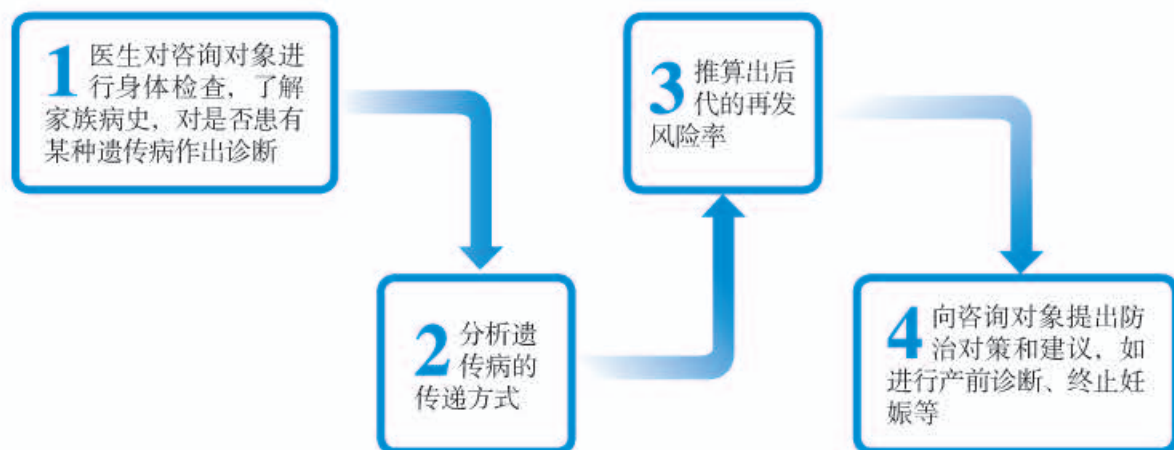 1 医生对咨询对象进
行身体检查，了解
家族病史，对是否患有
某种遗传病作出诊断
2 分析遗
传病的
传递方式
3 推算出后
代的再发
风险率
4 向咨询对象提出防
治对策和建议，如
进行产前诊断、终止妊
娠等